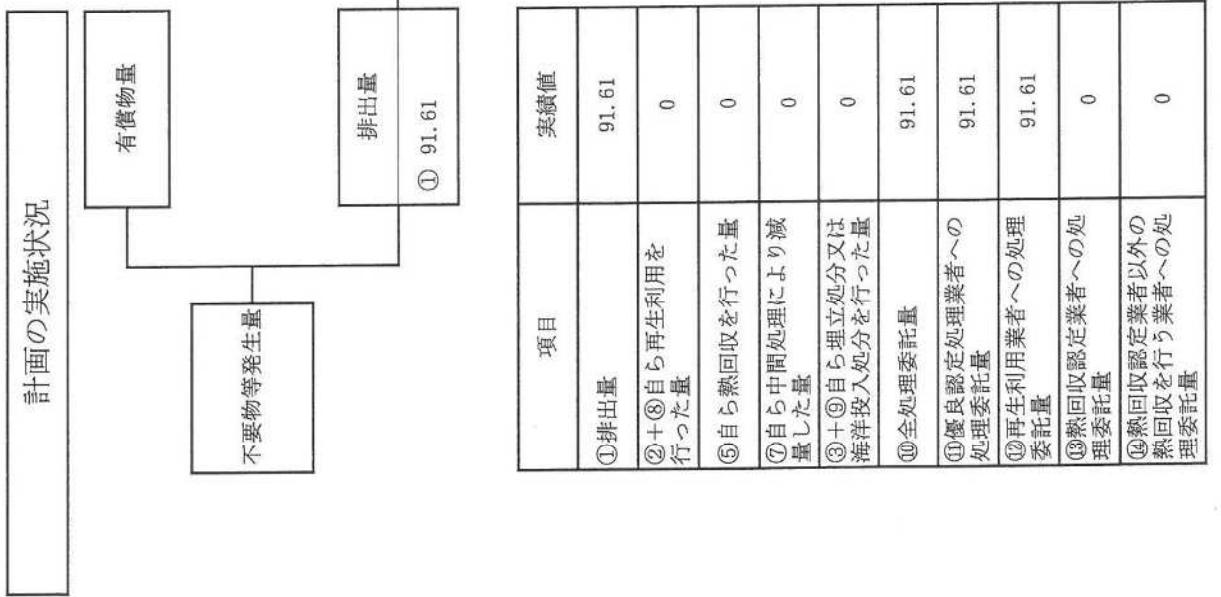 計画の実施状況
不要物等発生量
有償物量
排出量
① 91.61
項目
実績値
①排出量
91.61
②+⑧自ら再生利用を
行った量
0
⑤自ら熱回収を行った量
0
⑦自ら中間処理により減
量した量
0
③+⑨自ら埋立処分又は
海洋投入処分を行った量
0
⑩全処理委託量
91.61
⑪優良認定処理業者への
処理委託量
91.61
⑫再生利用業者への処理
委託量
91.61
⑬熱回収認定業者への処
理委託量
0
⑭熱回収認定業者以外の
熱回収を行う業者への処
理委託量
0